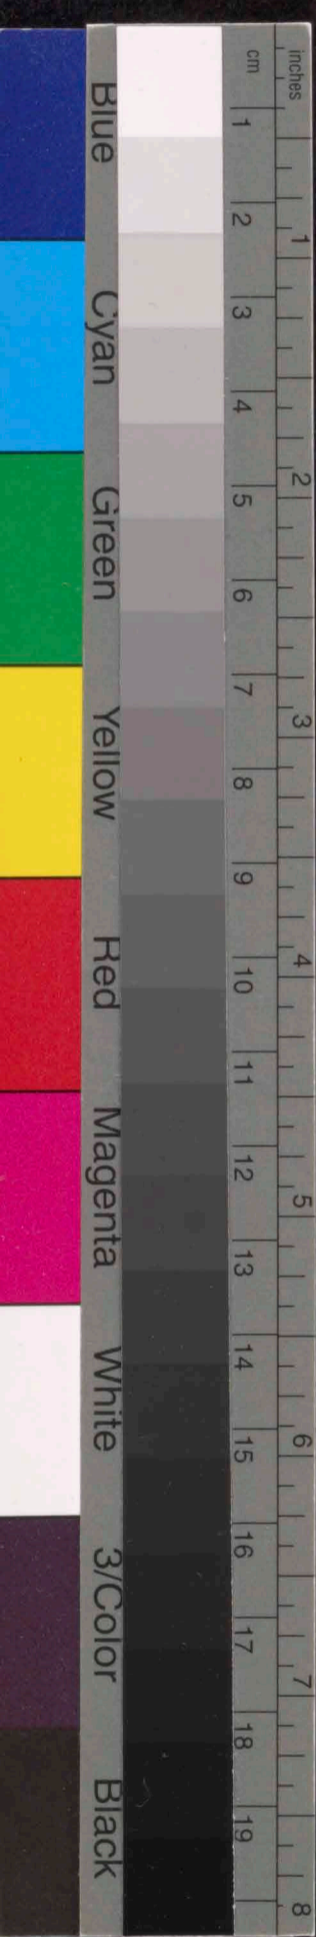 inches 1 2 3 4 5 6 7 8
cm 1 2 3 4 5 6 7 8 9 10 11 12 13 14 15 16 17 18 19
Blue Cyan Green Yellow Red Magenta White 3/Color Black